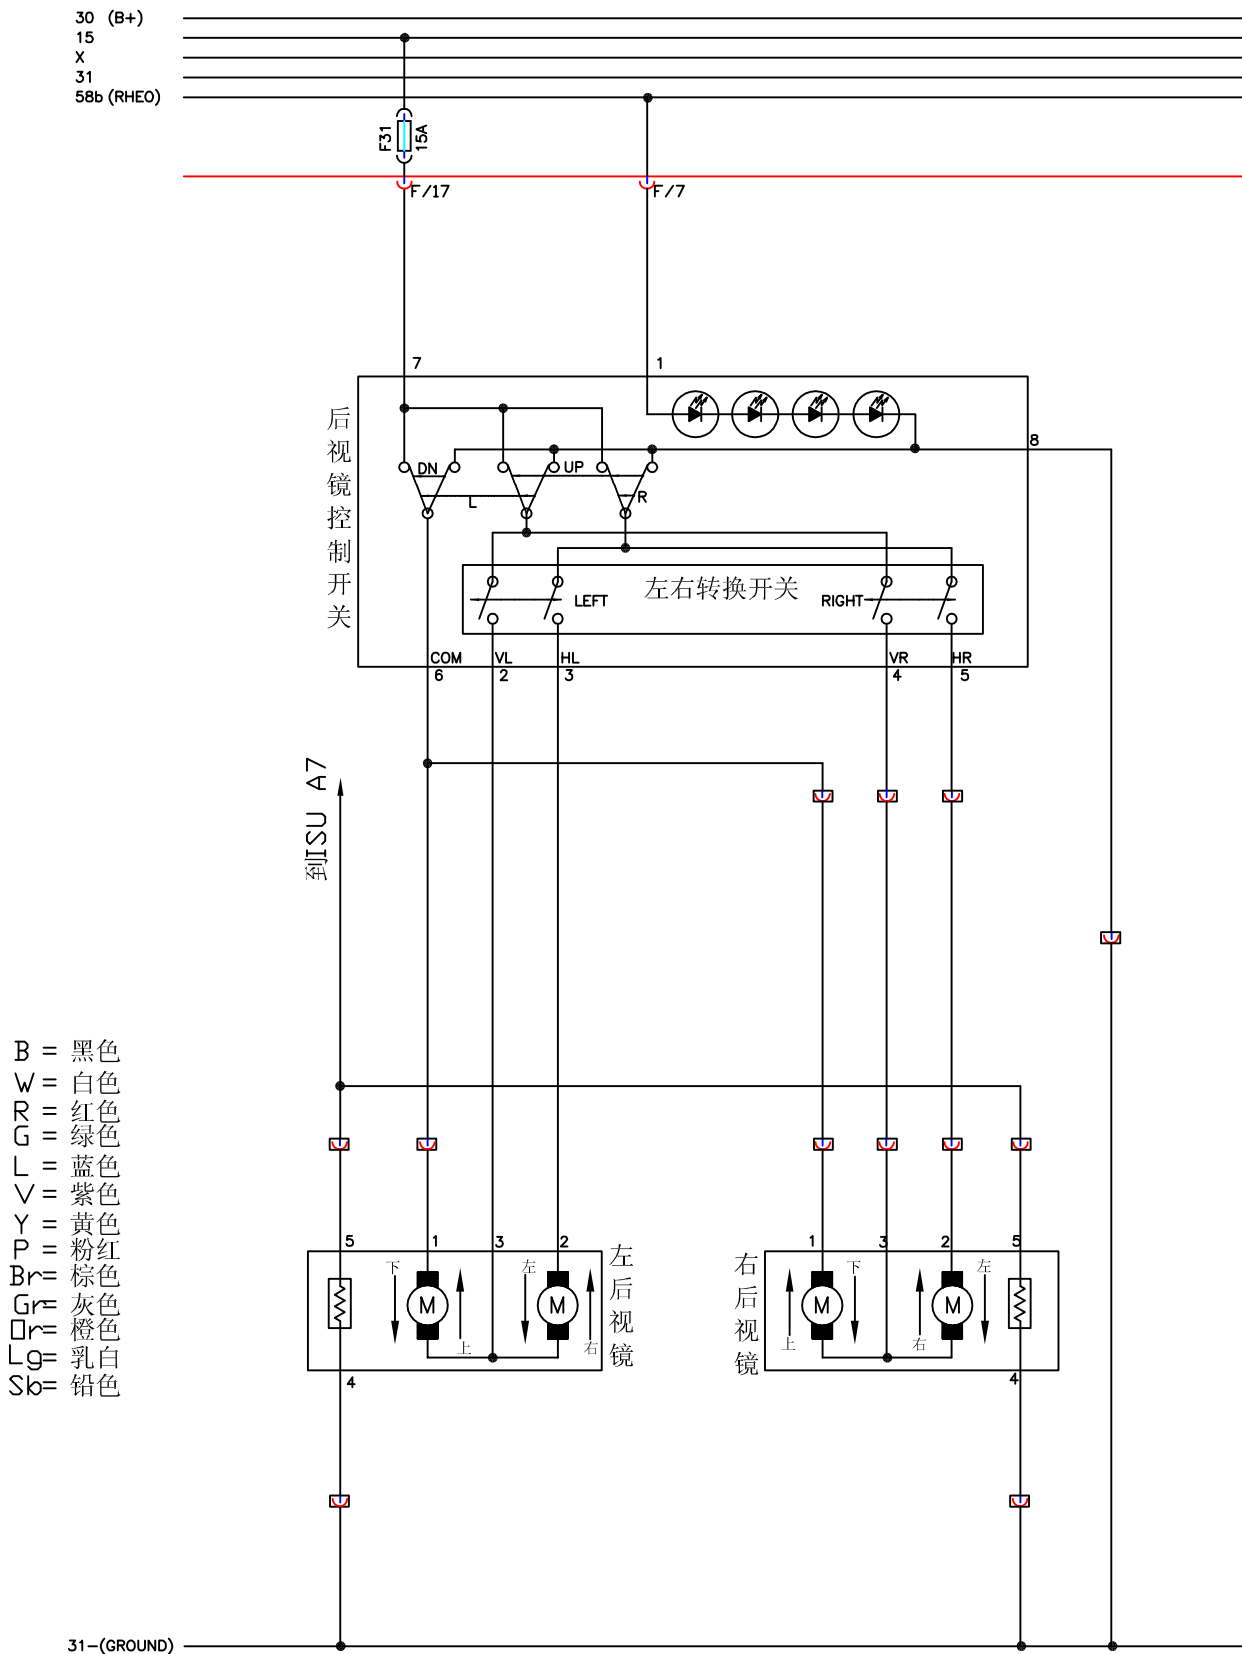 30 (B+)
15
X
31
58b (RHEO)
F31
15A
F/17
F/7
7
1
后视镜控制开关
8
DN
UP
L
R
左右转换开关
LEFT
RIGHT
COM
VL
HL
VR
HR
6
2
3
4
5
到ISU A7
B = 黑色
W = 白色
R = 红色
G = 绿色
L = 蓝色
V = 紫色
Y = 黄色
P = 粉红
Br= 棕色
Gr= 灰色
Or= 橙色
Lg= 乳白
Sb= 铅色
5
1
3
2
左后视镜
下
M
上
左
M
右
4
1
3
2
5
右后视镜
上
M
下
右
M
左
4
31-(GROUND)